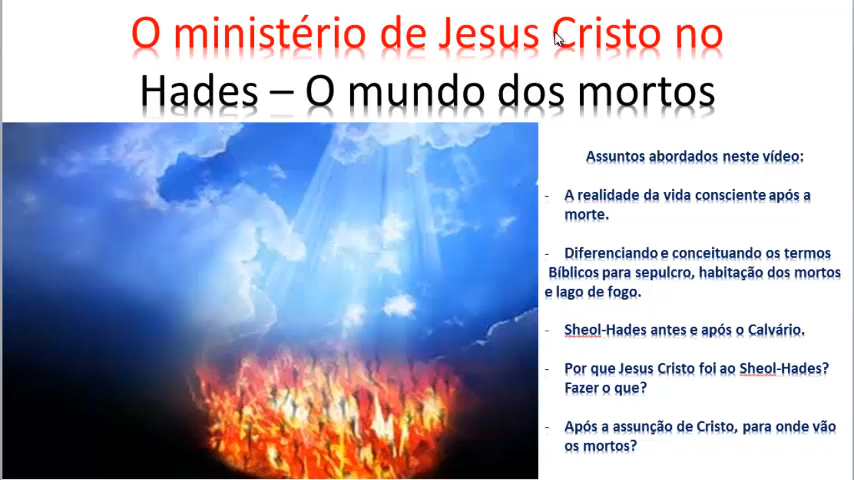 O ministério de Jesus Cristo no
Hades – O mundo dos mortos
Assuntos abordados neste vídeo:
- A realidade da vida consciente após a
morte.
- Diferenciando e conceituando os termos
Bíblicos para sepulcro, habitação dos mortos
e lago de fogo.
- Sheol-Hades antes e após o Calvário.
- Por que Jesus Cristo foi ao Sheol-Hades?
Fazer o que?
- Após a assunção de Cristo, para onde vão
os mortos?